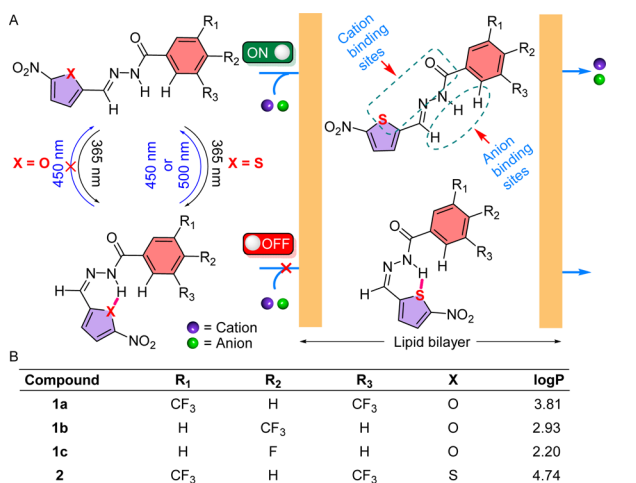 A
O
R1
R2
R3
O2N
X
N
N
H
H
H
ON
X = O
450 nm
365 nm
450 nm
or
500 nm
365 nm
X = S
O
R1
R2
R3
N
N
H
H
H
X
NO2
OFF
= Cation
= Anion
Cation
binding
sites
O
R1
R2
R3
H
N
N
H
S
H
O2N
Anion
binding
sites
R1
R2
R3
O
H
N
N
H
H
S
NO2
Lipid bilayer
B
Compound R1 R2 R3 X logP
1a CF3 H CF3 O 3.81
1b H CF3 H O 2.93
1c H F H O 2.20
2 CF3 H CF3 S 4.74